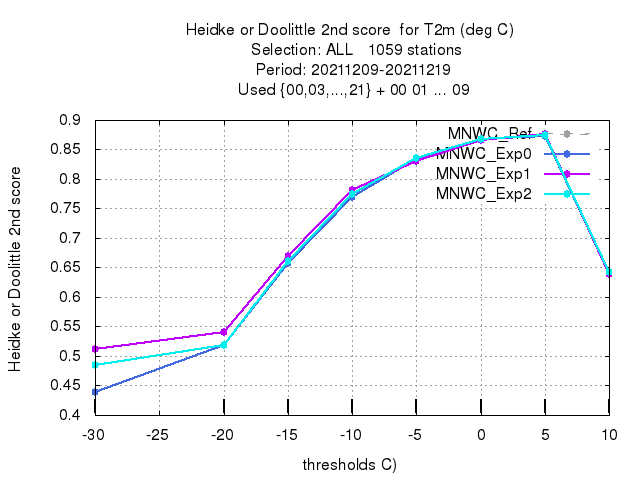 Heidke or Doolittle 2nd score  for T2m (deg C)
Selection: ALL   1059 stations
Period: 20211209-20211219
Used {00,03,...,21} + 00 01 ... 09
Heidke or Doolittle 2nd score
0.9
0.85
0.8
0.75
0.7
0.65
0.6
0.55
0.5
0.45
0.4
MNWC_Ref
MNWC_Exp0
MNWC_Exp1
MNWC_Exp2
-30 -25 -20 -15 -10 -5 0 5 10
thresholds C)